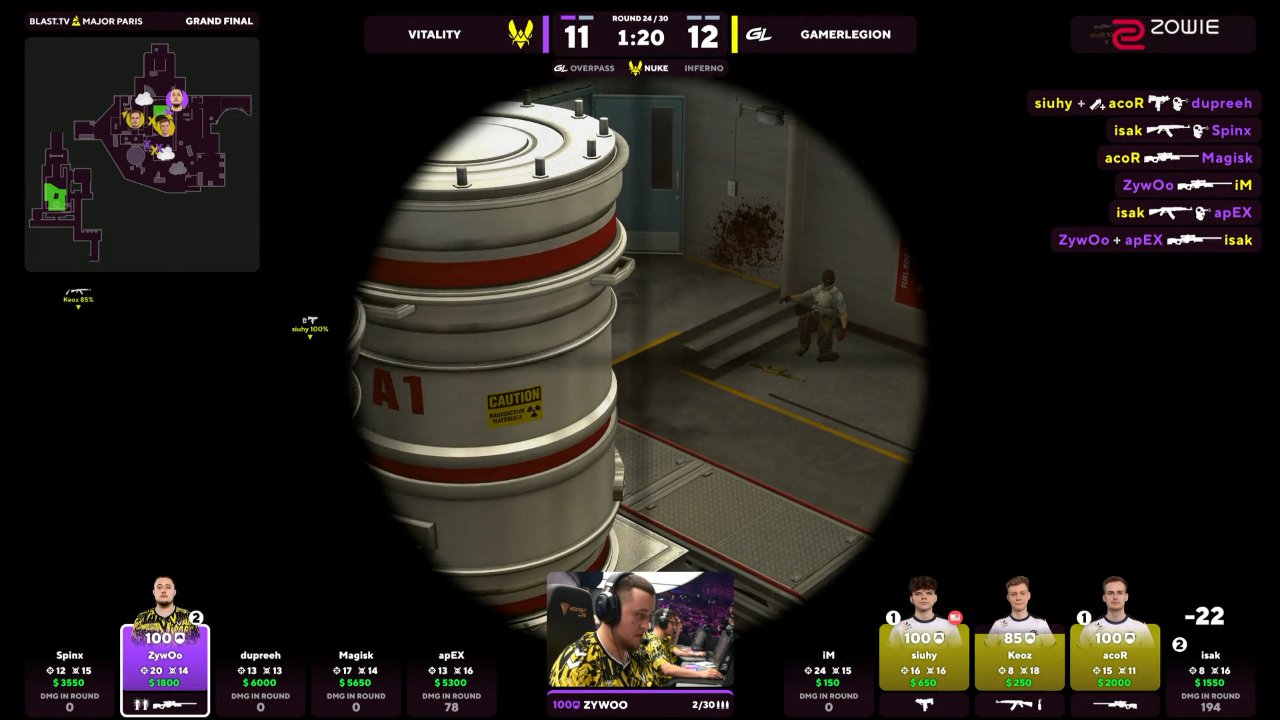 BLAST.TV MAJOR PARIS GRAND FINAL
VITALITY 11 ROUND 24 / 30 1:20 12 GL GAMERLEGION
GL OVERPASS NUKE INFERNO
ZOWIE
siuhy + acoR dupreeh
isak Spinx
acoR Magisk
ZywOo iM
isak apEX
ZywOo + apEX isak
B
Keoz 85%
siuhy 100%
A1
CAUTION
RADIOACTIVE
MATERIALS
Spinx
12 15
$ 3550
DMG IN ROUND
0
2
100
ZywOo
20 14
$ 1800
dupreeh
13 13
$ 6000
DMG IN ROUND
0
Magisk
17 14
$ 5650
DMG IN ROUND
0
apEX
13 16
$ 5300
DMG IN ROUND
78
100 ZYWOO 2/30
iM
24 15
$ 150
DMG IN ROUND
0
1
100
siuhy
16 16
$ 650
85
Keoz
8 18
$ 250
1
100
acoR
15 11
$ 2000
-22
2
isak
8 16
$ 1550
DMG IN ROUND
194